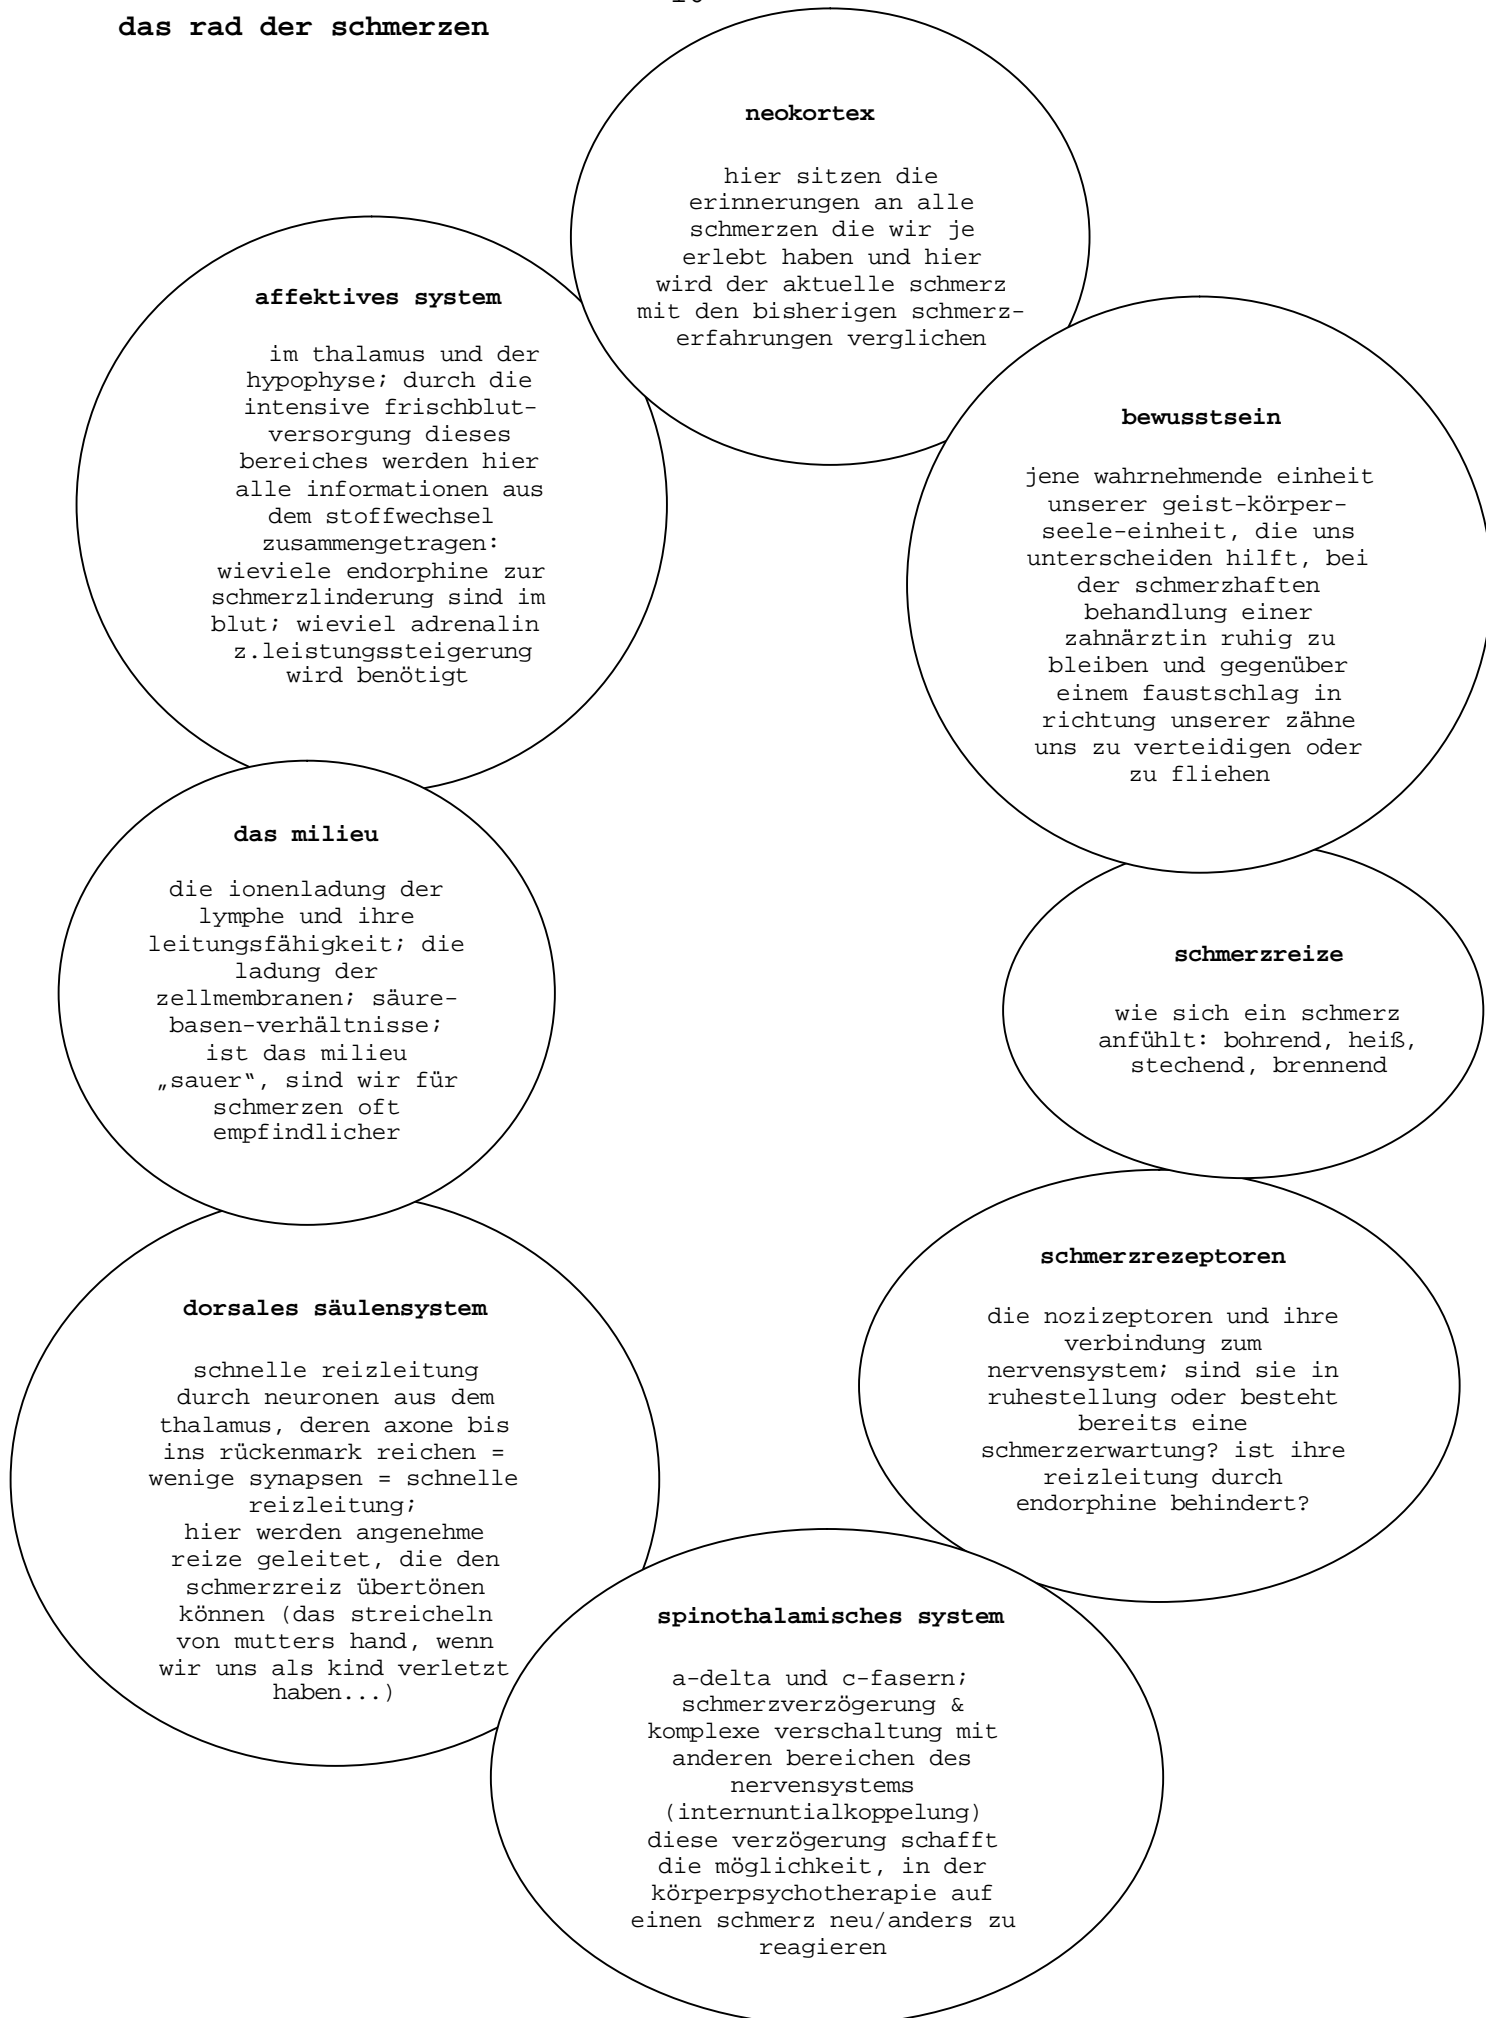 das rad der schmerzen
neokortex
hier sitzen die
erinnerungen an alle
schmerzen die wir je
erlebt haben und hier
wird der aktuelle schmerz
mit den bisherigen schmerz-
erfahrungen verglichen
affektives system
im thalamus und der
hypophyse; durch die
intensive frischblut-
versorgung dieses
bereiches werden hier
alle informationen aus
dem stoffwechsel
zusammengetragen:
wieviele endorphine zur
schmerzlinderung sind im
blut; wieviel adrenalin
z.leistungssteigerung
wird benötigt
bewusstsein
jene wahrnehmende einheit
unserer geist-körper-
seele-einheit, die uns
unterscheiden hilft, bei
der schmerzhaften
behandlung einer
zahnärztin ruhig zu
bleiben und gegenüber
einem faustschlag in
richtung unserer zähne
uns zu verteidigen oder
zu fliehen
das milieu
die ionenladung der
lymphe und ihre
leitungsfähigkeit; die
ladung der
zellmembranen; säure-
basen-verhältnisse;
ist das milieu
„sauer“, sind wir für
schmerzen oft
empfindlicher
schmerzreize
wie sich ein schmerz
anfühlt: bohrend, heiß,
stechend, brennend
schmerzrezeptoren
die nozizeptoren und ihre
verbindung zum
nervensystem; sind sie in
ruhestellung oder besteht
bereits eine
schmerzerwartung? ist ihre
reizleitung durch
endorphine behindert?
dorsales säulensystem
schnelle reizleitung
durch neuronen aus dem
thalamus, deren axone bis
ins rückenmark reichen =
wenige synapsen = schnelle
reizleitung;
hier werden angenehme
reize geleitet, die den
schmerzreiz übertönen
können (das streicheln
von mutters hand, wenn
wir uns als kind verletzt
haben...)
spinothalamisches system
a-delta und c-fasern;
schmerzverzögerung &
komplexe verschaltung mit
anderen bereichen des
nervensystems
(internuntialkoppelung)
diese verzögerung schafft
die möglichkeit, in der
körperpsychotherapie auf
einen schmerz neu/anders zu
reagieren